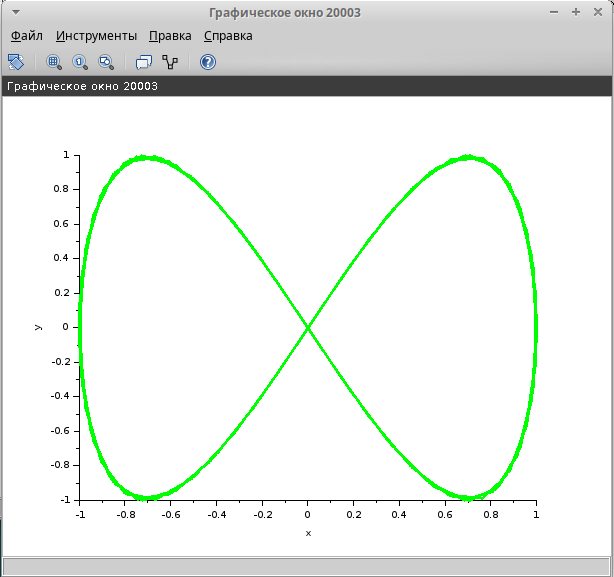 Графическое окно 20003
Файл Инструменты Правка Справка
Графическое окно 20003
1
0.8
0.6
0.4
0.2
0
-0.2
-0.4
-0.6
-0.8
-1
y
-1 -0.8 -0.6 -0.4 -0.2 0 0.2 0.4 0.6 0.8 1
x